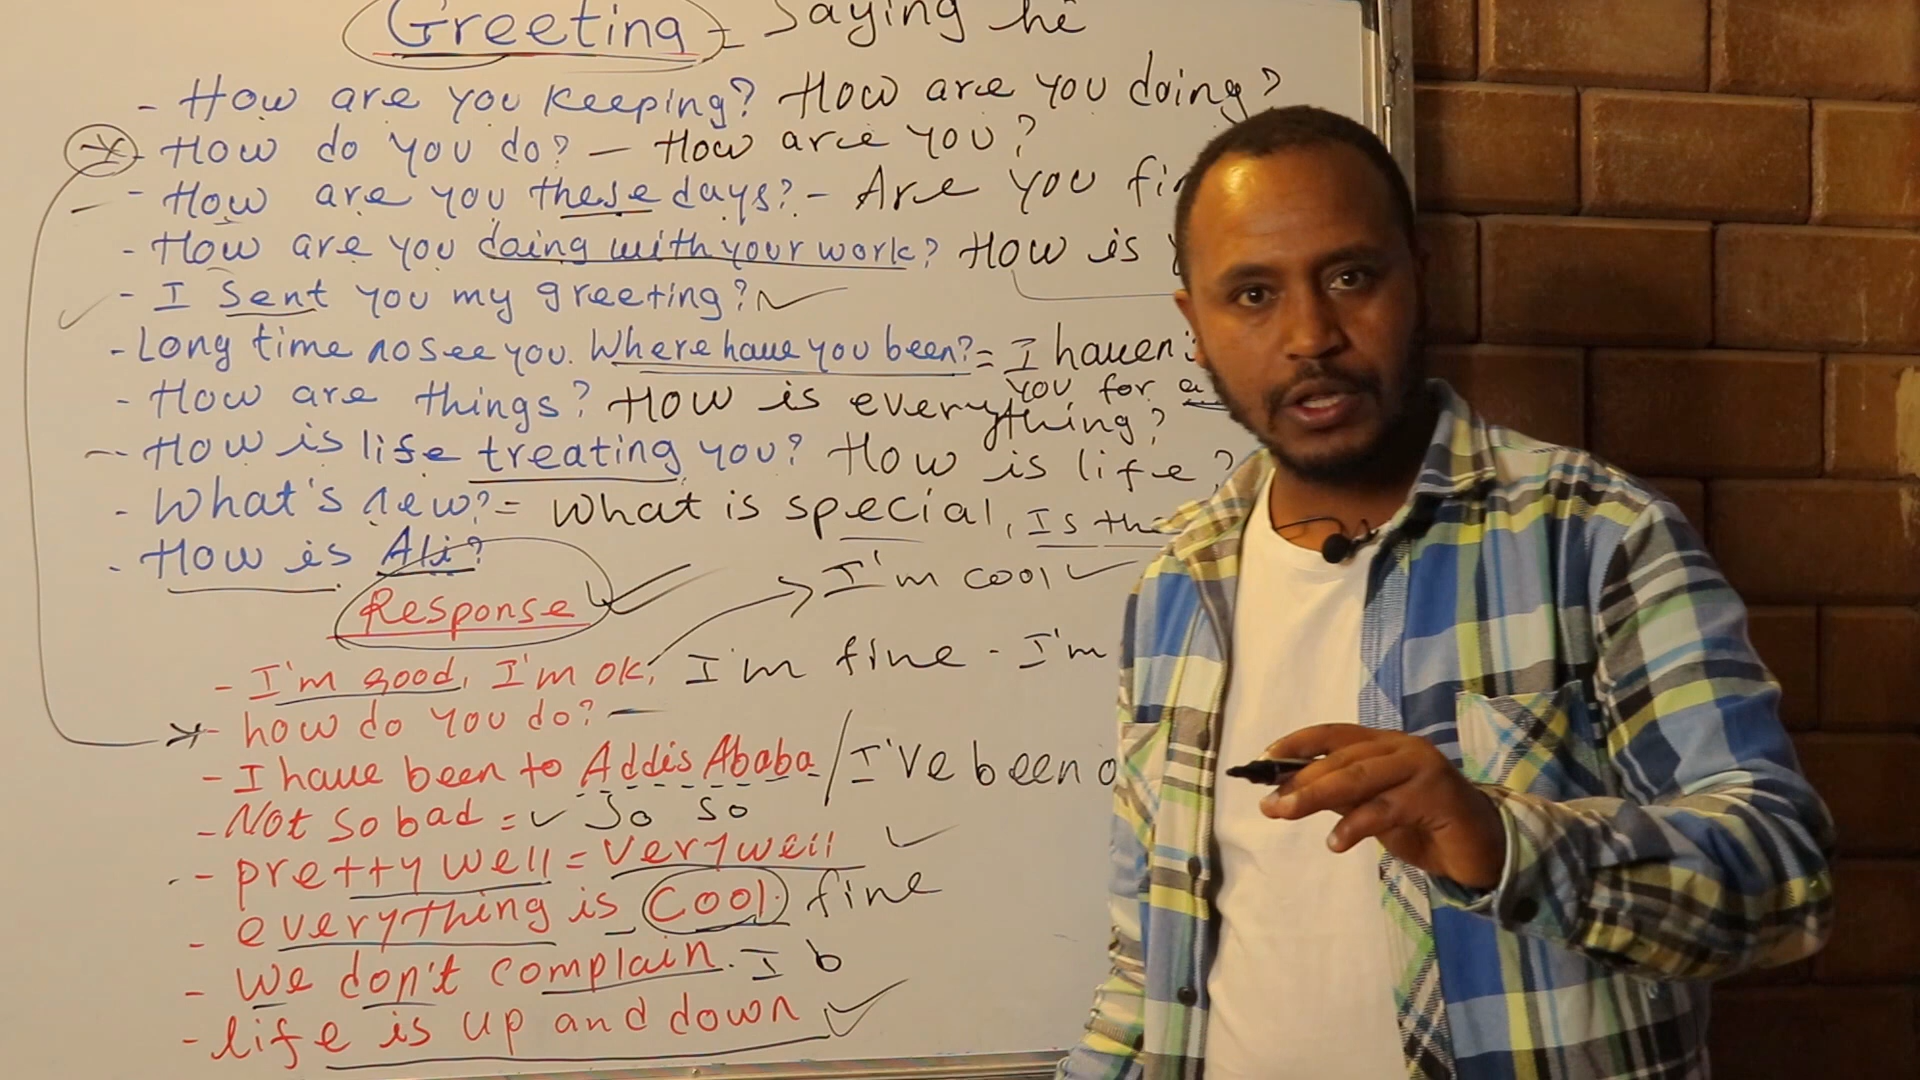 Greeting = Saying hi
- How are you keeping? How are you doing?
- How do you do? - How are you?
- How are you these days? - Are you
- How are you doing with your work? How is
- I sent you my greeting?
- Long time no see you. Where have you been? = I haven
you for a
- How are things? How is everything?
- How is life treating you? How is life?
- What's new? = What is special, Is
- How is Ali?
Response
I'm cool
- I'm good, I'm ok, I'm fine - I'm
- how do you do? -
- I have been to Addis Ababa / I've been
- Not so bad = So so
- pretty well = very well
- everything is cool. fine
- We don't complain. I b
- life is up and down